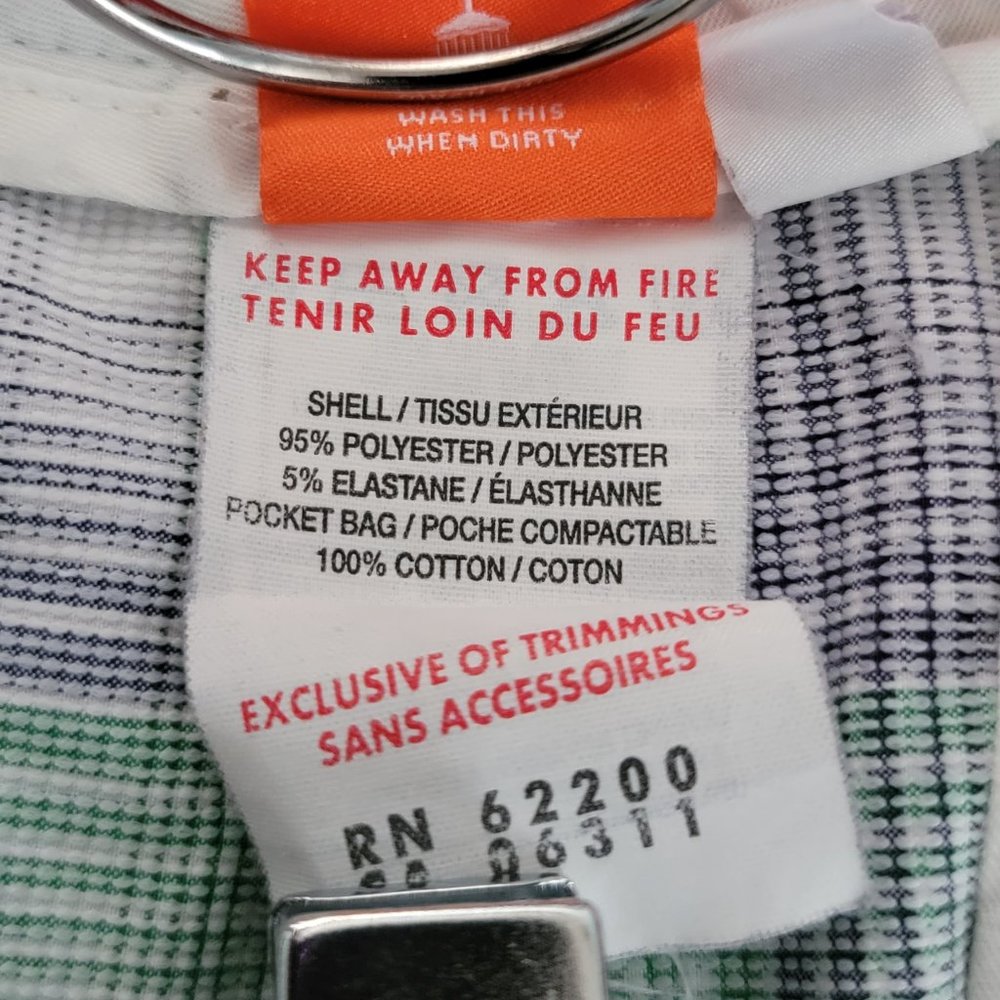 WASH THIS
WHEN DIRTY
KEEP AWAY FROM FIRE
TENIR LOIN DU FEU
SHELL / TISSU EXTÉRIEUR
95% POLYESTER / POLYESTER
5% ELASTANE / ÉLASTHANNE
POCKET BAG / POCHE COMPACTABLE
100% COTTON / COTON
EXCLUSIVE OF TRIMMINGS
SANS ACCESSOIRES
RN 62200
06311